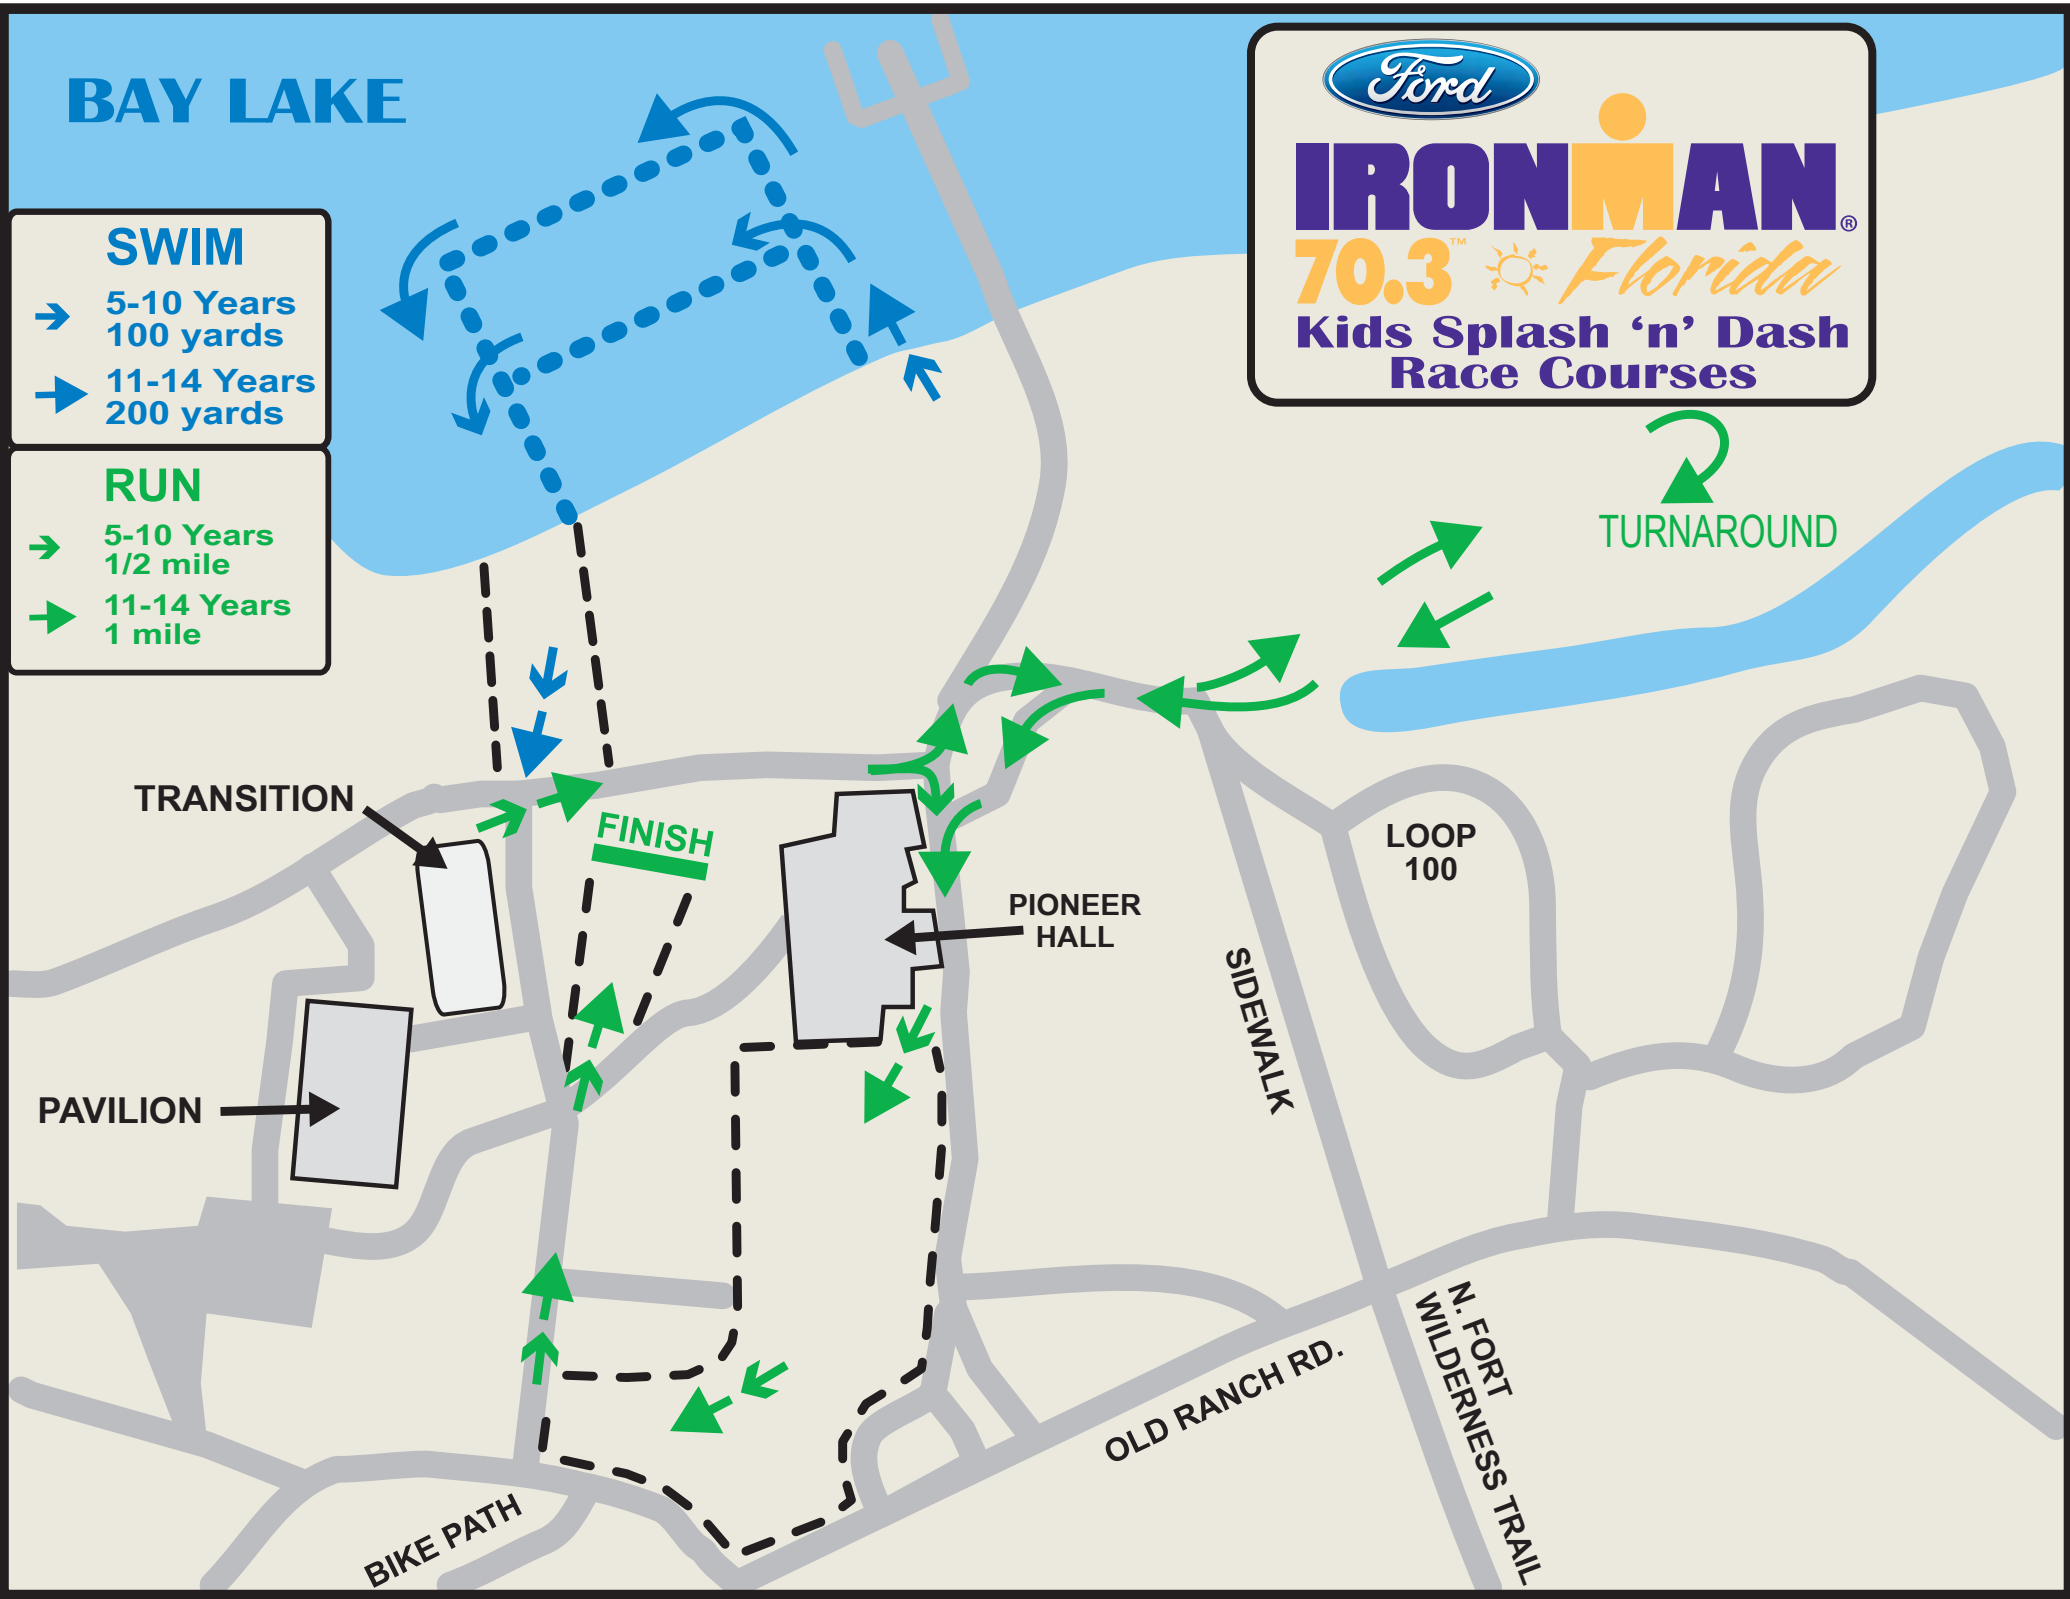 BAY LAKE
Ford
IRONMAN®
70.3™ Florida
Kids Splash ‘n’ Dash
Race Courses
SWIM
5-10 Years
100 yards
11-14 Years
200 yards
RUN
5-10 Years
1/2 mile
11-14 Years
1 mile
TURNAROUND
TRANSITION
FINISH
LOOP
100
PIONEER
HALL
SIDEWALK
PAVILION
N. FORT
WILDERNESS TRAIL
OLD RANCH RD.
BIKE PATH